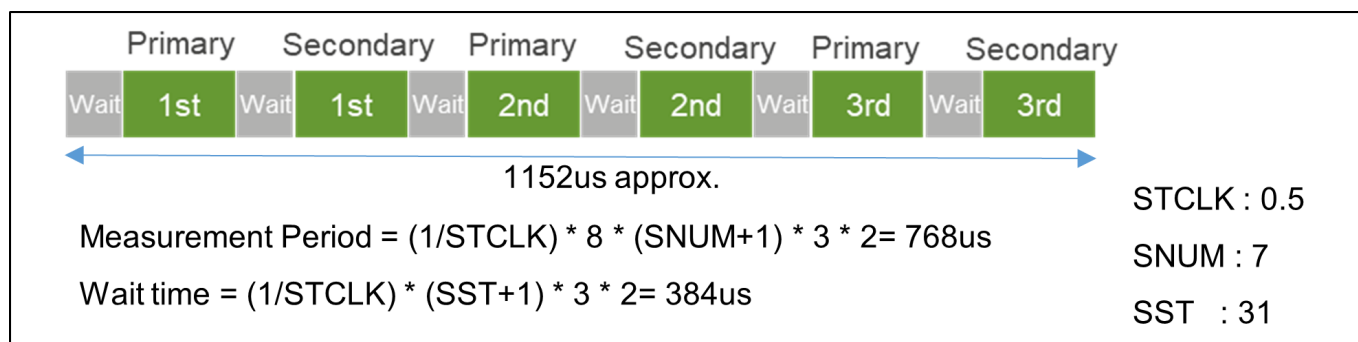 Primary Secondary Primary Secondary Primary Secondary
Wait 1st Wait 1st Wait 2nd Wait 2nd Wait 3rd Wait 3rd
1152us approx.
STCLK : 0.5
Measurement Period = (1/STCLK) * 8 * (SNUM+1) * 3 * 2= 768us
SNUM : 7
Wait time = (1/STCLK) * (SST+1) * 3 * 2= 384us
SST : 31